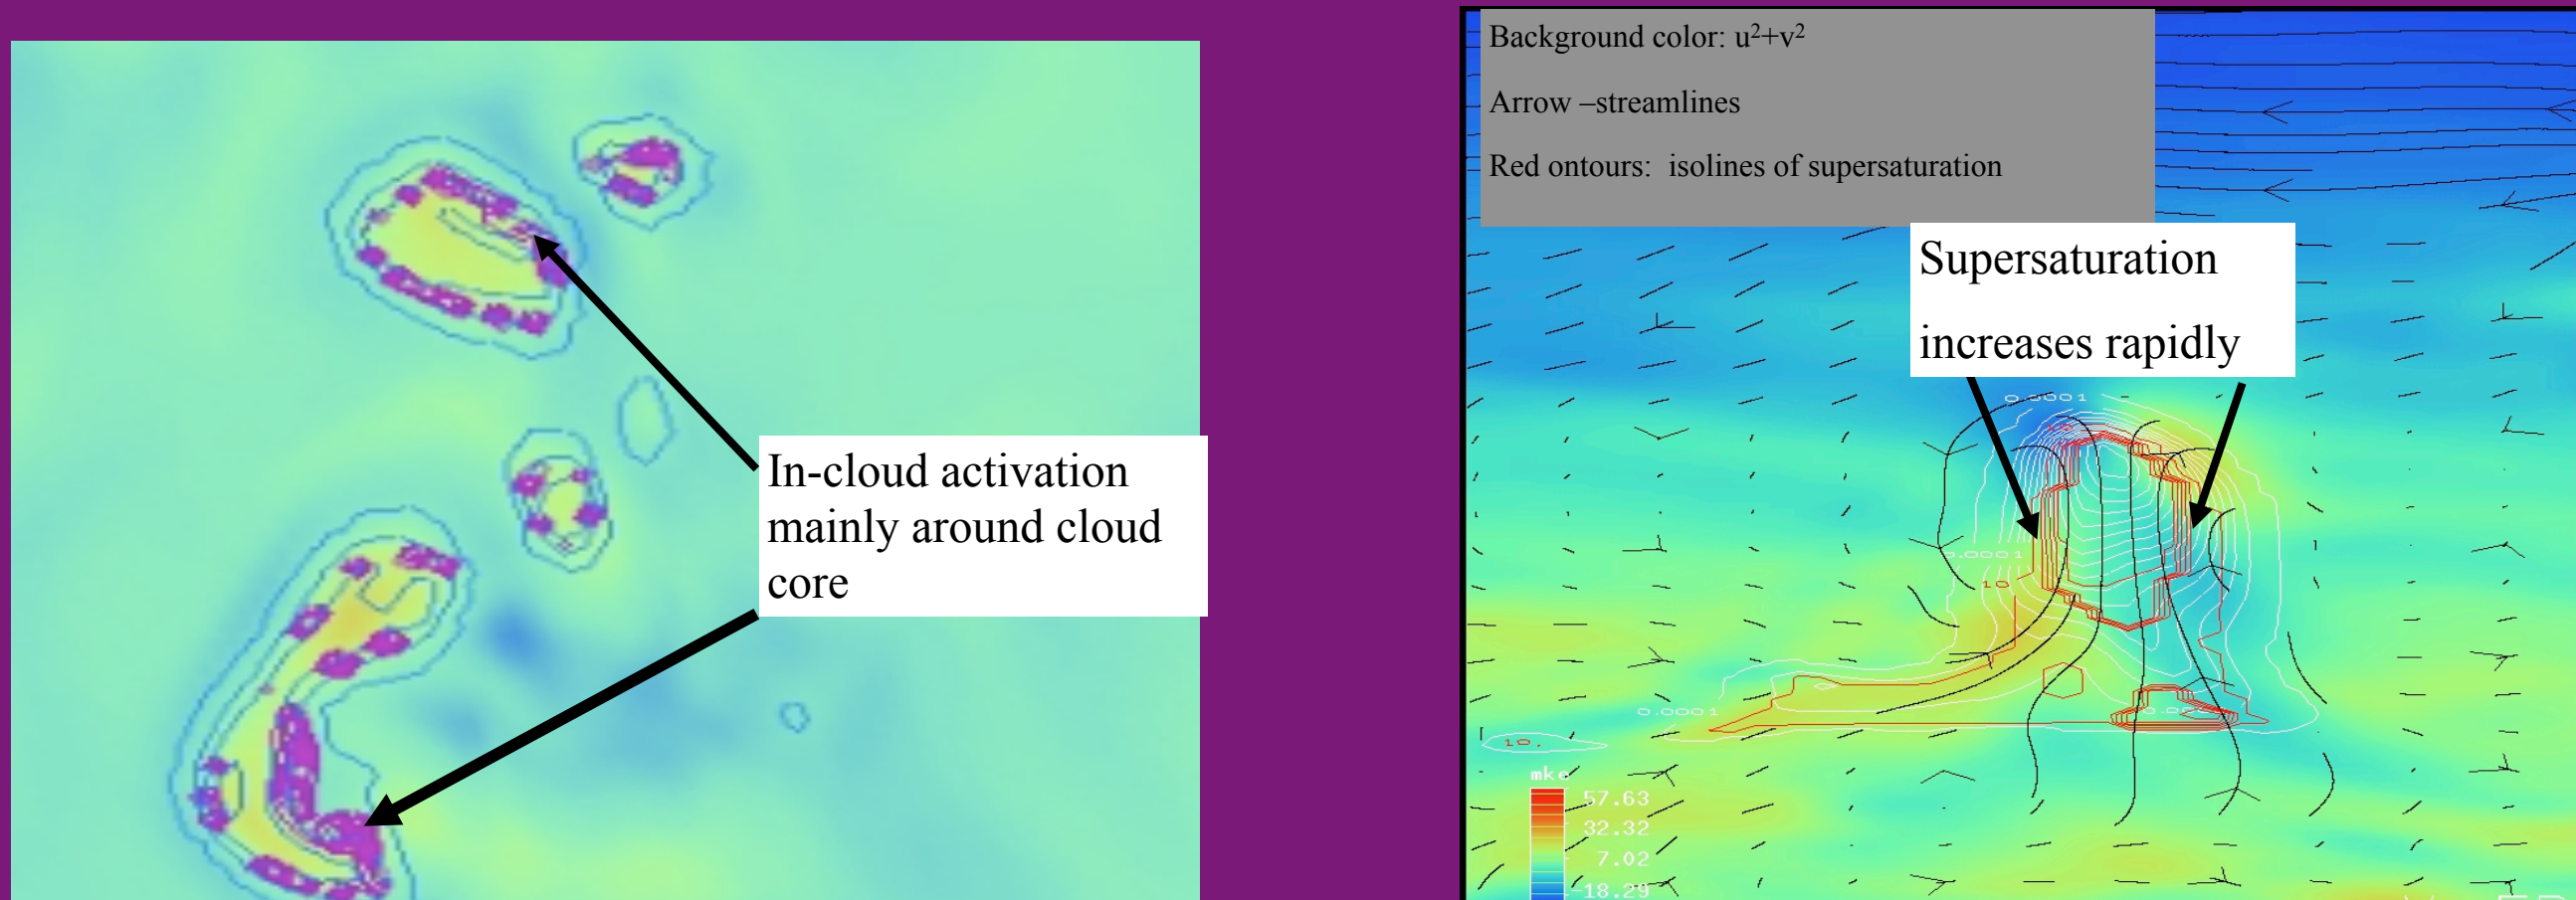 Background color: u²+v²
Arrow –streamlines
Red ontours: isolines of supersaturation
Supersaturation
increases rapidly
In-cloud activation
mainly around cloud
core
0.0001
10.
0.0001
10
0.0001
10.
57.63
32.32
7.02
-18.29